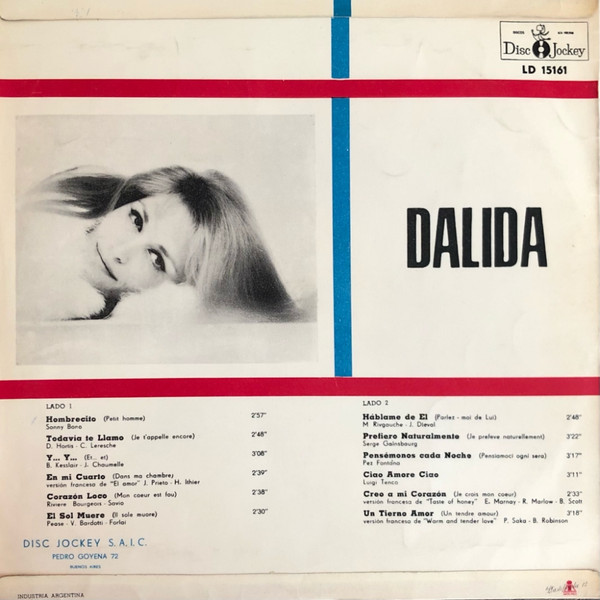 Disc Jockey
LD 15161
DALIDA
LADO 1
Hombrecito (Petit homme) 2'57"
Sonny Bono
Todavía te Llamo (Je t'appelle encore) 2'48"
D. Hortis - C. Leresche
Y... Y... (Et... et) 3'08"
B. Kesslair - J. Chaumelle
En mi Cuarto (Dans ma chambre) 2'39"
versión francesa de "El amor" J. Prieto - H. Ithier
Corazón Loco (Mon coeur est fou) 2'38"
Riviere Bourgeois - Savio
El Sol Muere (Il sole muore) 2'30"
Pease - V. Bardotti - Forlai
DISC JOCKEY S.A.I.C.
PEDRO GOYENA 72
BUENOS AIRES
LADO 2
Háblame de El (Parlez - moi de Lui) 2'48"
M. Rivgauche - J. Dieval
Prefiero Naturalmente (Je prefeve naturellement) 3'22"
Serge Gainsbourg
Pensémonos cada Noche (Pensiamoci ogni sera) 3'17"
Pez Fontána
Ciao Amore Ciao 3'11"
Luigi Tenco
Creo a mi Corazón (Je crois mon coeur) 2'33"
versión francesa de "Taste of honey" E. Marnay - R. Marlow - B. Scott
Un Tierno Amor (Un tendre amour) 3'18"
versión francesa de "Warm and tender love" P. Saka - B. Robinson
INDUSTRIA ARGENTINA